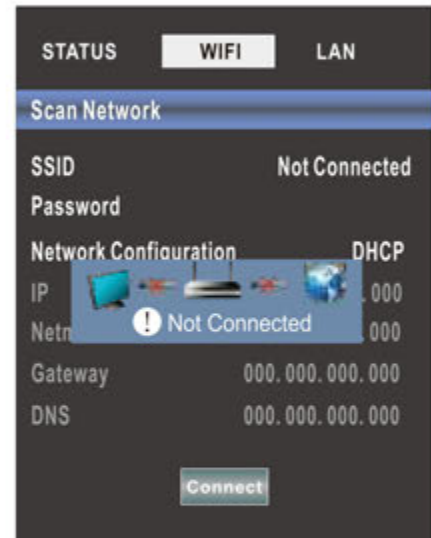 STATUS WIFI LAN
Scan Network
SSID Not Connected
Password
Network Configuration DHCP
IP .000
Netm 000
! Not Connected
Gateway 000.000.000.000
DNS 000.000.000.000
Connect